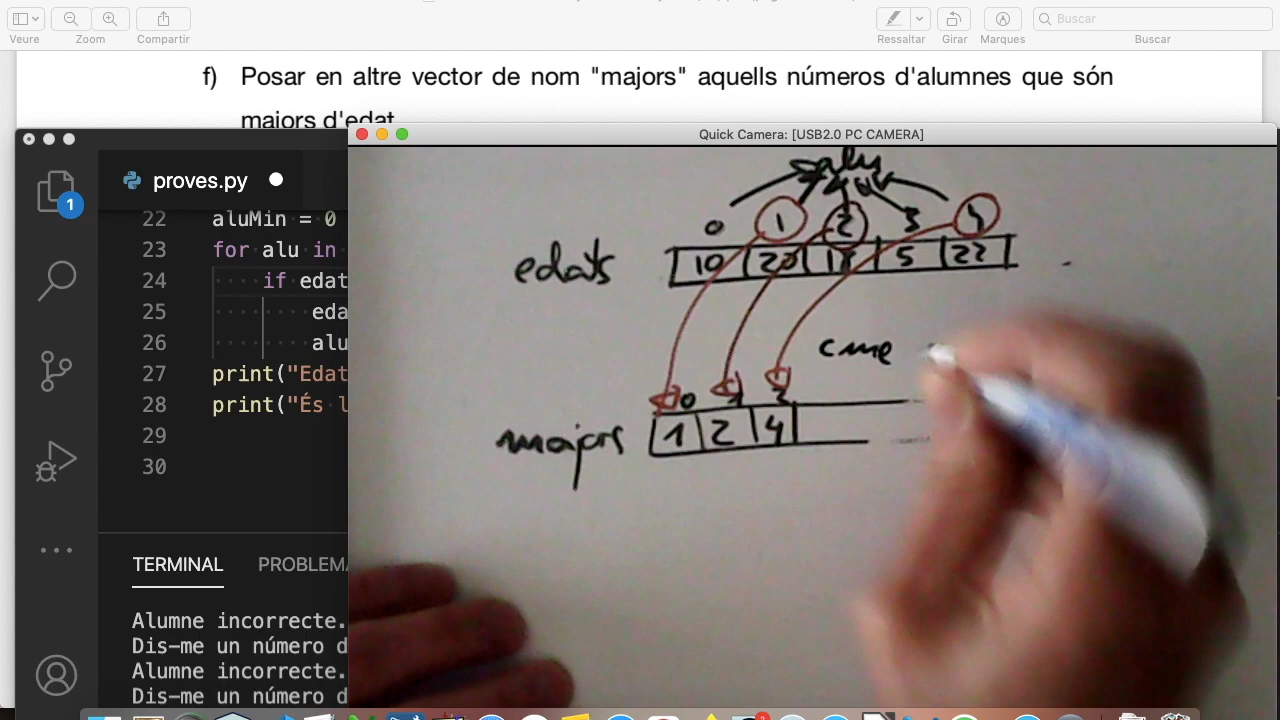 Veure
Zoom
Compartir
Ressaltar
Girar
Marques
Buscar
Buscar
f) Posar en altre vector de nom "majors" aquells números d'alumnes que són
majors d'edat
Quick Camera: [USB2.0 PC CAMERA]
1
proves.py
22 aluMin = 0
23 for alu in
24 if edat
25 eda
26 alu
27 print("Edat
28 print("És l
29
30
TERMINAL PROBLEMA
Alumne incorrecte.
Dis-me un número d
Alumne incorrecte.
Dis-me un número d
alu
0 1 2 3 4
edats 10 20 18 5 22
0 1 2
majors 1 2 4